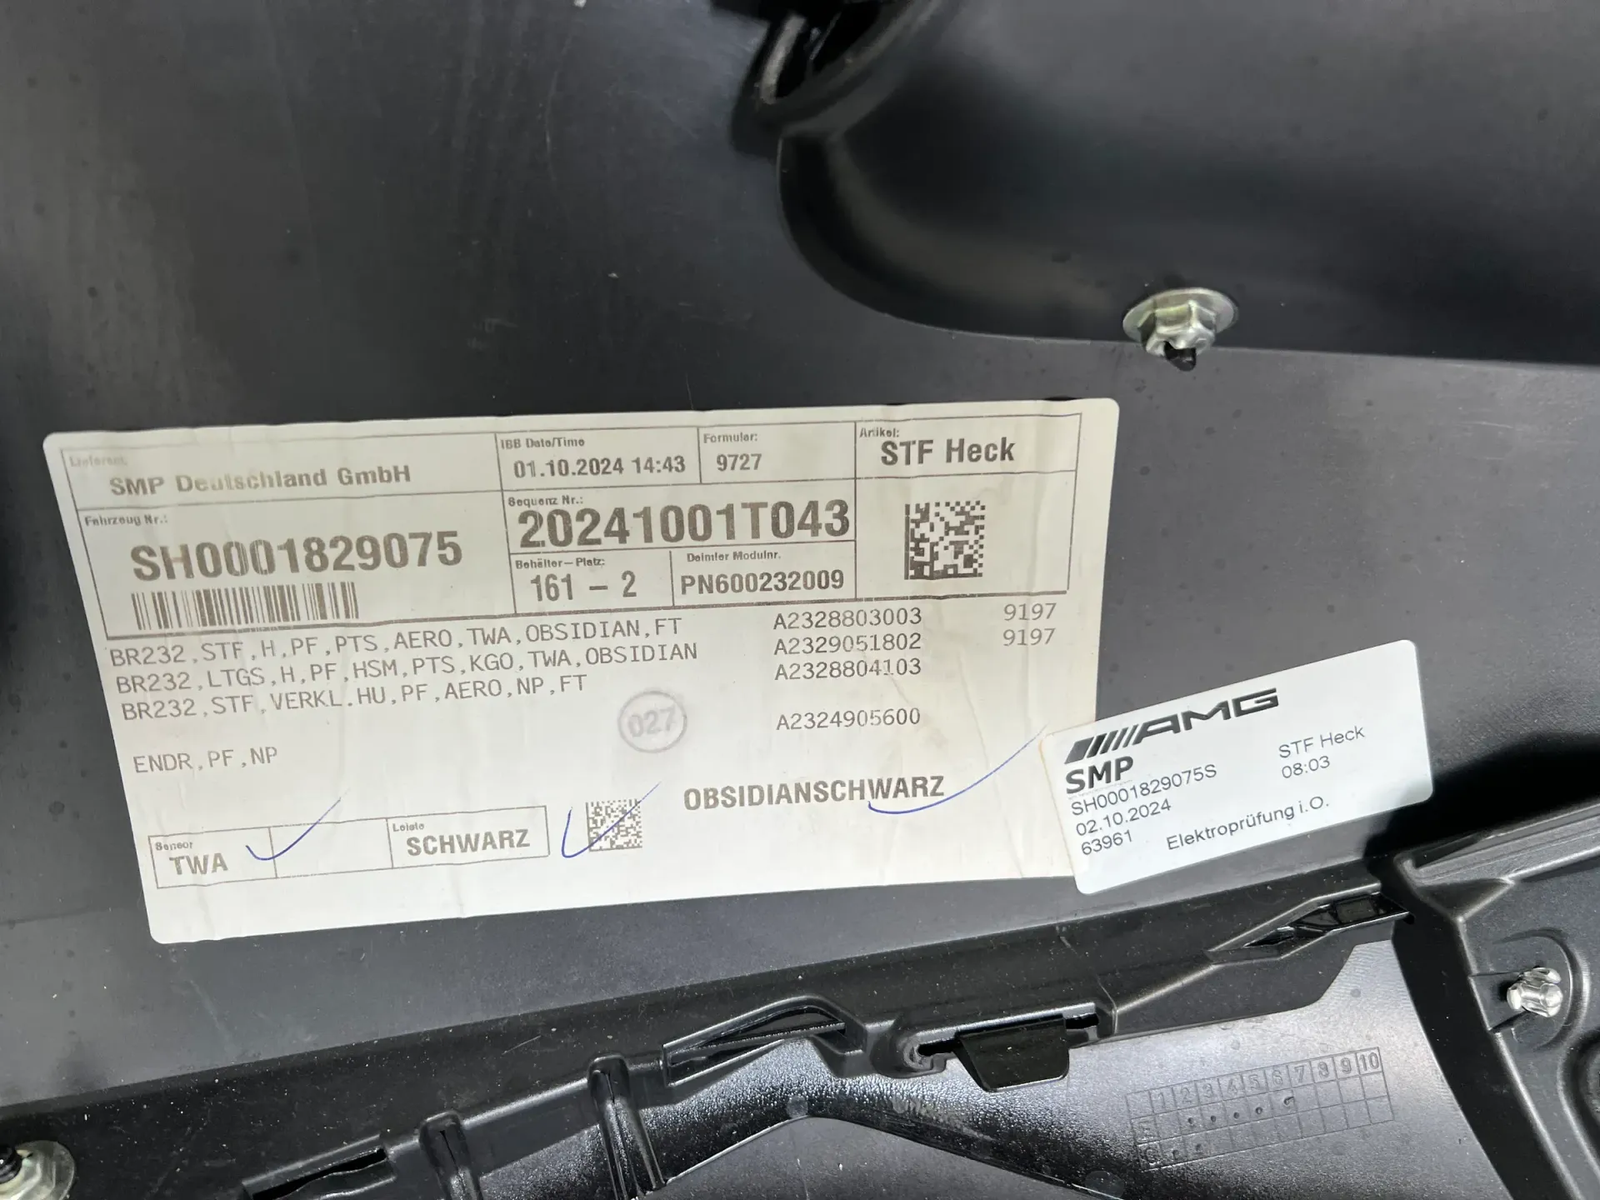 Lieferant:
SMP Deutschland GmbH
IBB Date/Time
01.10.2024 14:43
Formular:
9727
Artikel:
STF Heck
Fahrzeug Nr.:
SH0001829075
Sequenz Nr.:
20241001T043
Behälter-Platz:
161 - 2
Daimler Modulnr.
PN600232009
BR232,STF,H,PF,PTS,AERO,TWA,OBSIDIAN,FT A2328803003 9197
BR232,LTGS,H,PF,HSM,PTS,KGO,TWA,OBSIDIAN A2329051802 9197
BR232,STF,VERKL.HU,PF,AERO,NP,FT A2328804103
ENDR,PF,NP A2324905600
027
OBSIDIANSCHWARZ
Sensor
TWA
Leiste
SCHWARZ
AMG
SMP
STF Heck
SH0001829075S
08:03
02.10.2024
63961
Elektroprüfung i.O.
1 2 3 4 5 6 7 8 9 10